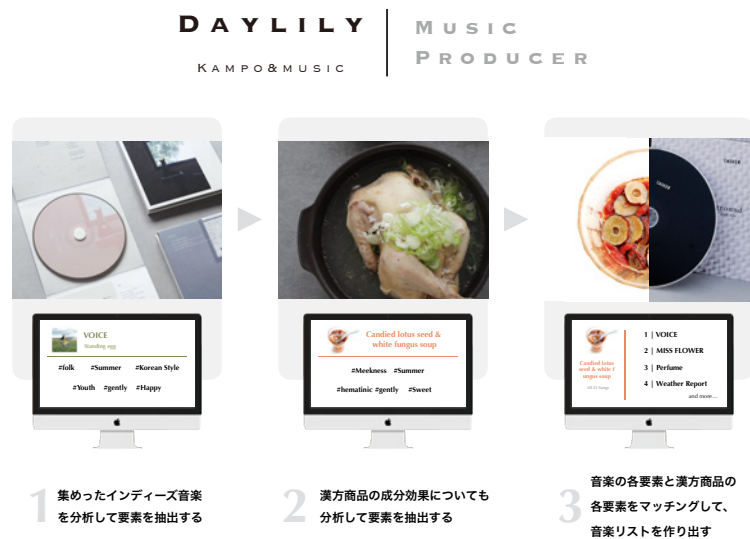 DAYLILY
KAMPO&MUSIC
MUSIC
PRODUCER
VOICE
Standing egg
#folk #Summer #Korean Style
#Youth #gently #Happy
Candied lotus seed &
white fungus soup
#Meekness #Summer
#hematinic #gently #Sweet
Candied lotus
seed & white f
ungus soup
1 | VOICE
2 | MISS FLOWER
3 | Perfume
4 | Weather Report
and more...
1 集めったインディーズ音楽
を分析して要素を抽出する
2 漢方商品の成分効果についても
分析して要素を抽出する
3 音楽の各要素と漢方商品の
各要素をマッチングして、
音楽リストを作り出す